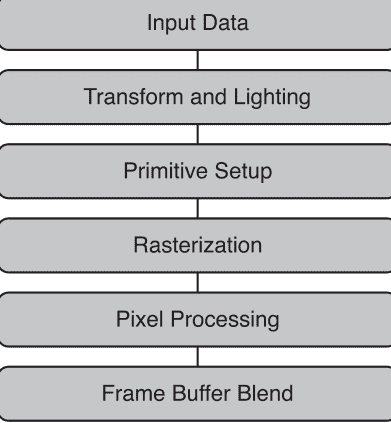 Input Data
Transform and Lighting
Primitive Setup
Rasterization
Pixel Processing
Frame Buffer Blend